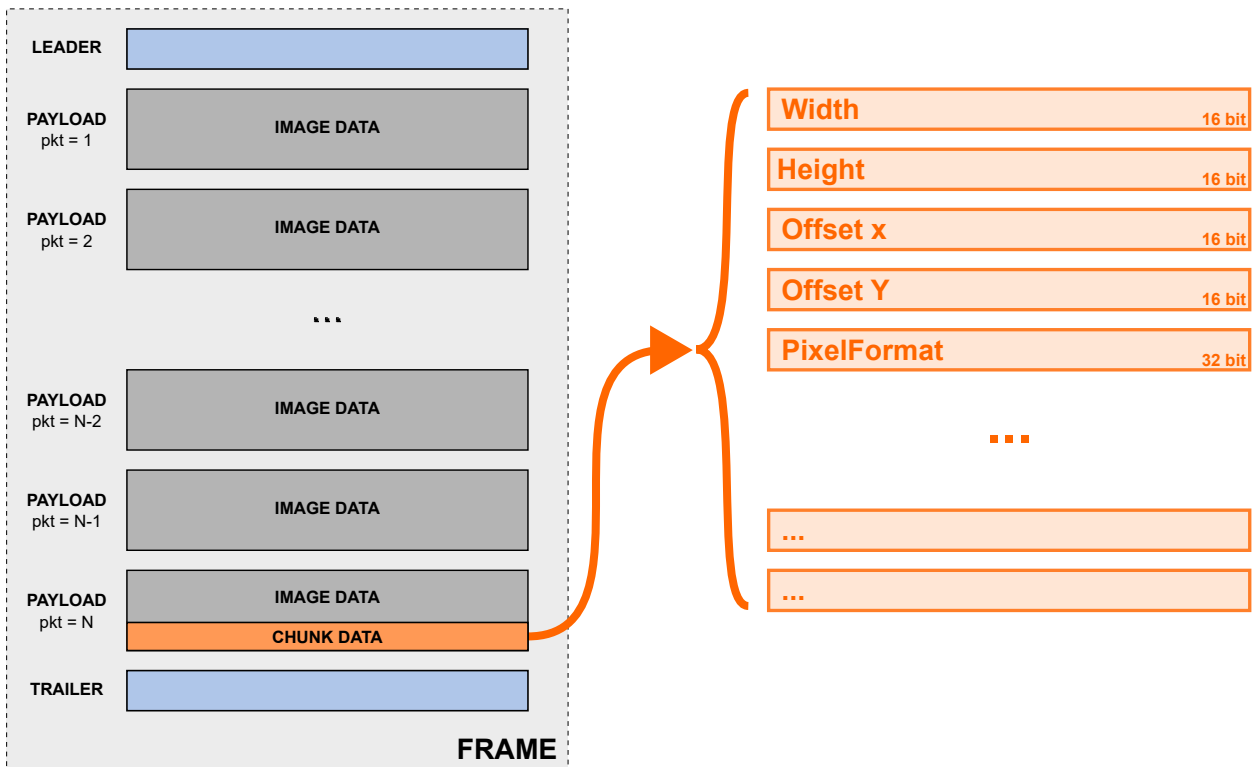 LEADER
PAYLOAD
pkt = 1
IMAGE DATA
PAYLOAD
pkt = 2
IMAGE DATA
...
PAYLOAD
pkt = N-2
IMAGE DATA
PAYLOAD
pkt = N-1
IMAGE DATA
PAYLOAD
pkt = N
IMAGE DATA
CHUNK DATA
TRAILER
FRAME
Width
16 bit
Height
16 bit
Offset x
16 bit
Offset Y
16 bit
PixelFormat
32 bit
...
...
...